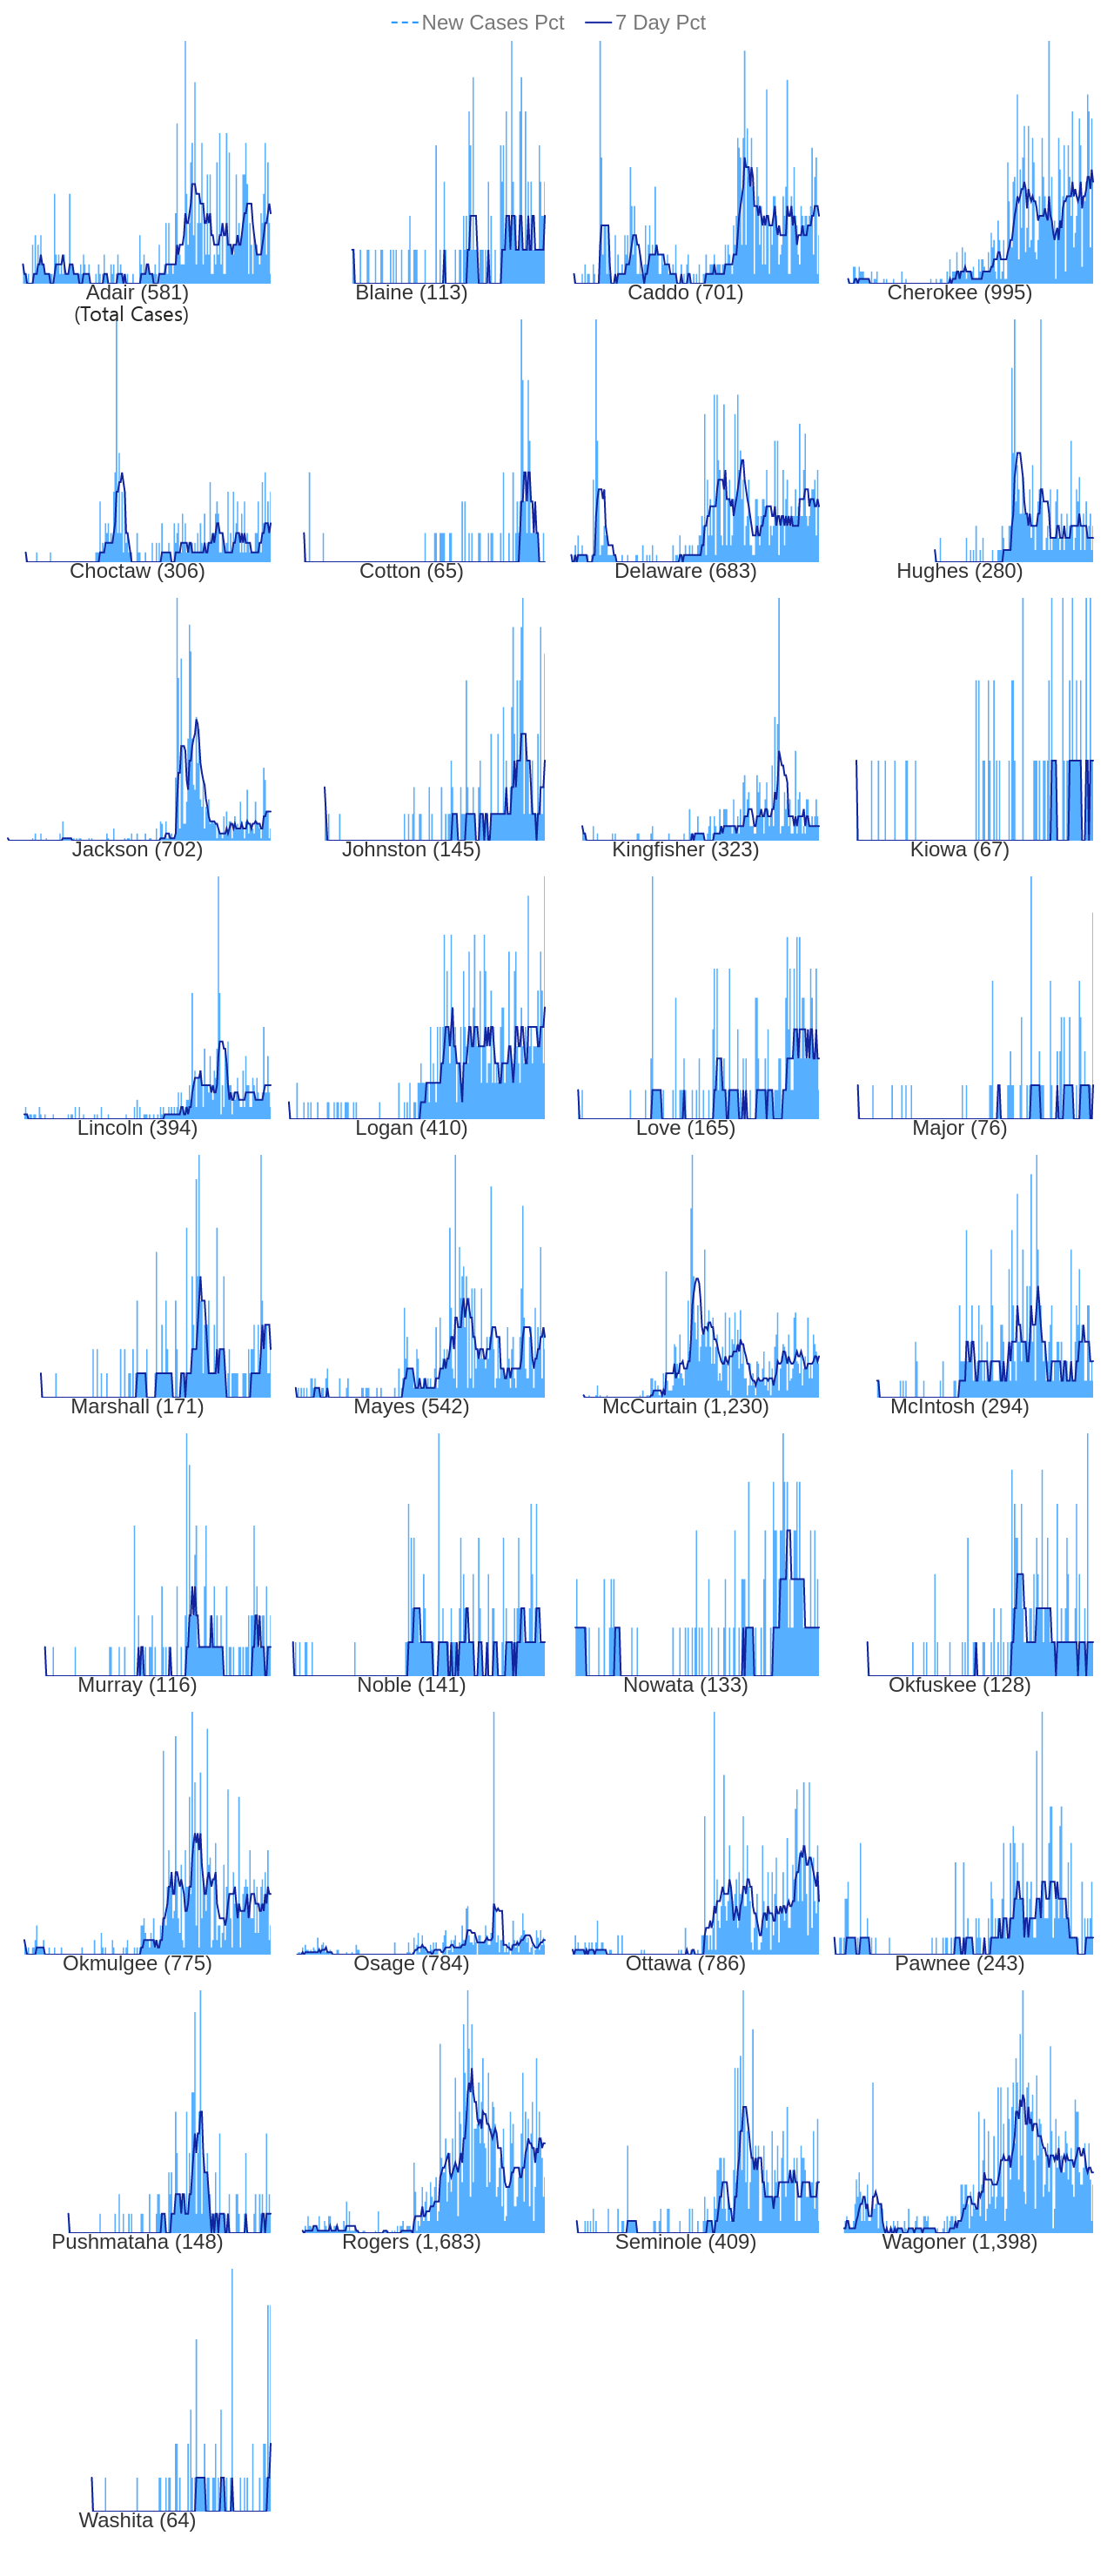 New Cases Pct 7 Day Pct
Adair (581) Blaine (113) Caddo (701) Cherokee (995)
(Total Cases)
Choctaw (306) Cotton (65) Delaware (683) Hughes (280)
Jackson (702) Johnston (145) Kingfisher (323) Kiowa (67)
Lincoln (394) Logan (410) Love (165) Major (76)
Marshall (171) Mayes (542) McCurtain (1,230) McIntosh (294)
Murray (116) Noble (141) Nowata (133) Okfuskee (128)
Okmulgee (775) Osage (784) Ottawa (786) Pawnee (243)
Pushmataha (148) Rogers (1,683) Seminole (409) Wagoner (1,398)
Washita (64)